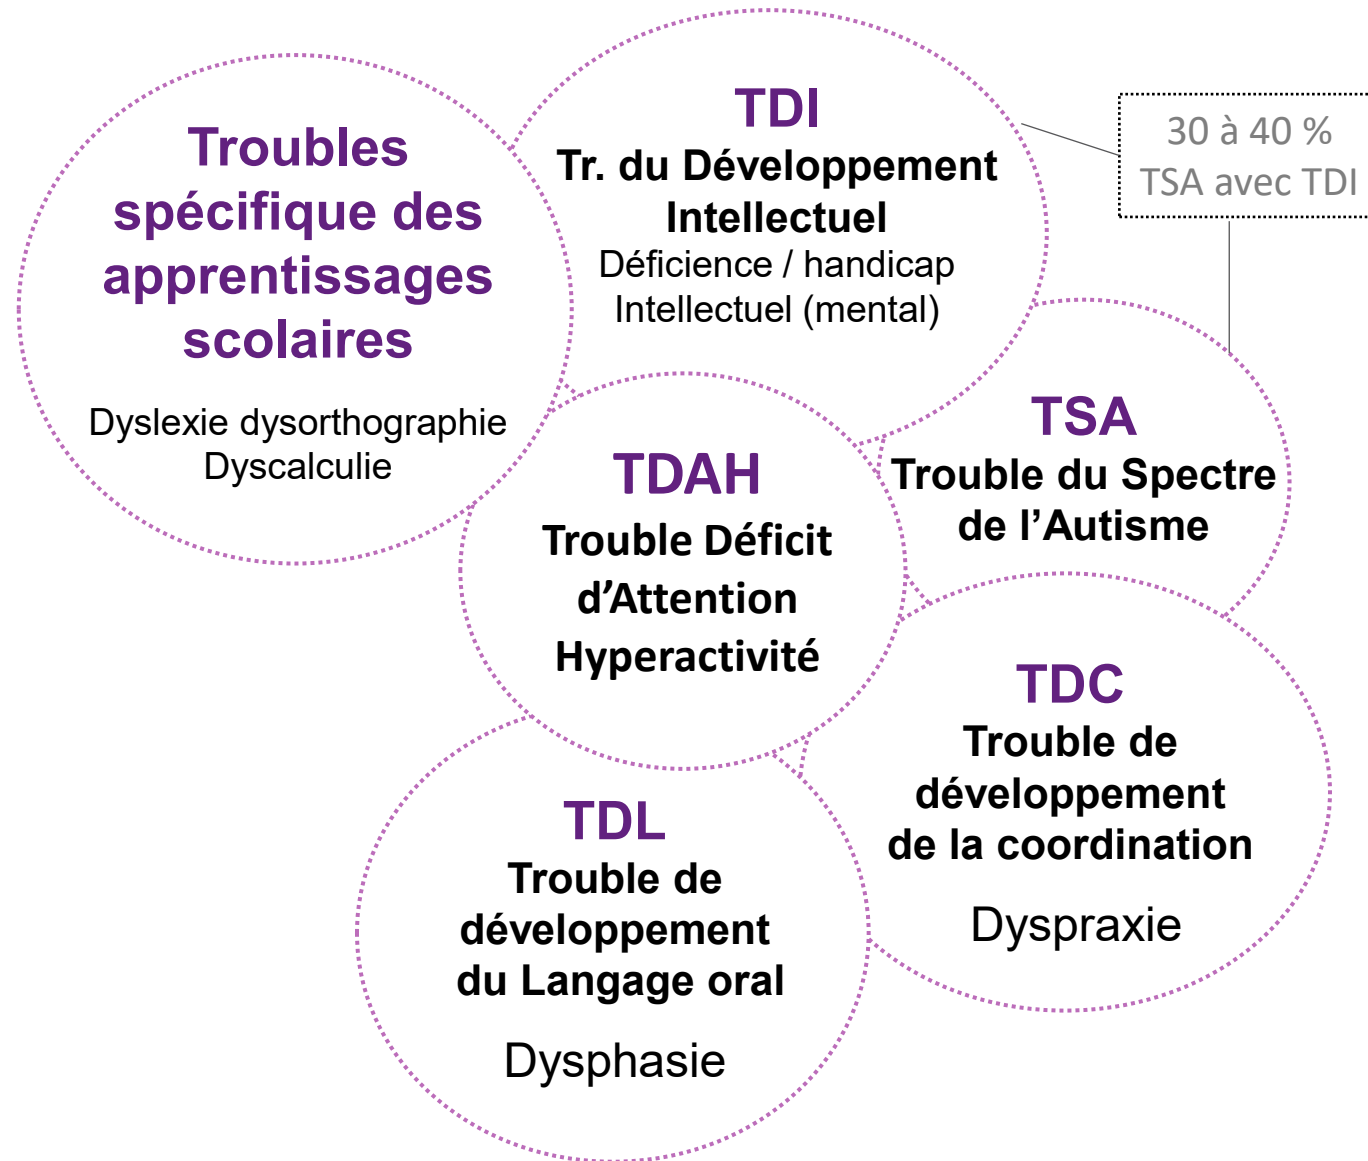 Troubles
spécifique des
apprentissages
scolaires
Dyslexie dysorthographie
Dyscalculie
TDI
Tr. du Développement
Intellectuel
Déficience / handicap
Intellectuel (mental)
30 à 40 %
TSA avec TDI
TSA
Trouble du Spectre
de l’Autisme
TDAH
Trouble Déficit
d’Attention
Hyperactivité
TDC
Trouble de
développement
de la coordination
Dyspraxie
TDL
Trouble de
développement
du Langage oral
Dysphasie